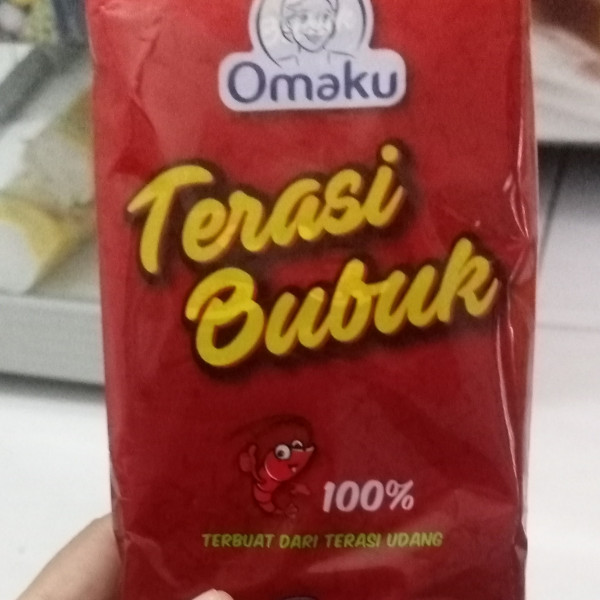 Omaku
Terasi
Bubuk
100%
TERBUAT DARI TERASI UDANG